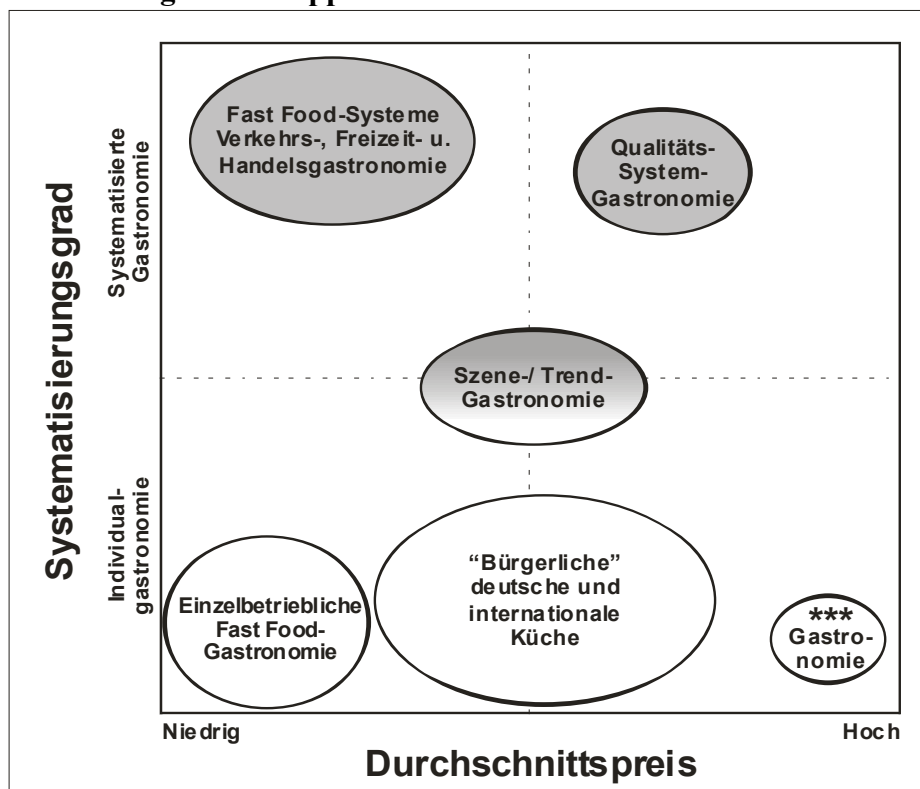 Fast Food-Systeme
Verkehrs-, Freizeit- u.
Handelsgastronomie
Qualitäts-
System-
Gastronomie
Szene-/ Trend-
Gastronomie
Einzelbetriebliche
Fast Food-
Gastronomie
“Bürgerliche”
deutsche und
internationale
Küche
***
Gastro-
nomie
Systematisierungsgrad
Systematisierte
Gastronomie
Individual-
gastronomie
Niedrig
Hoch
Durchschnittspreis